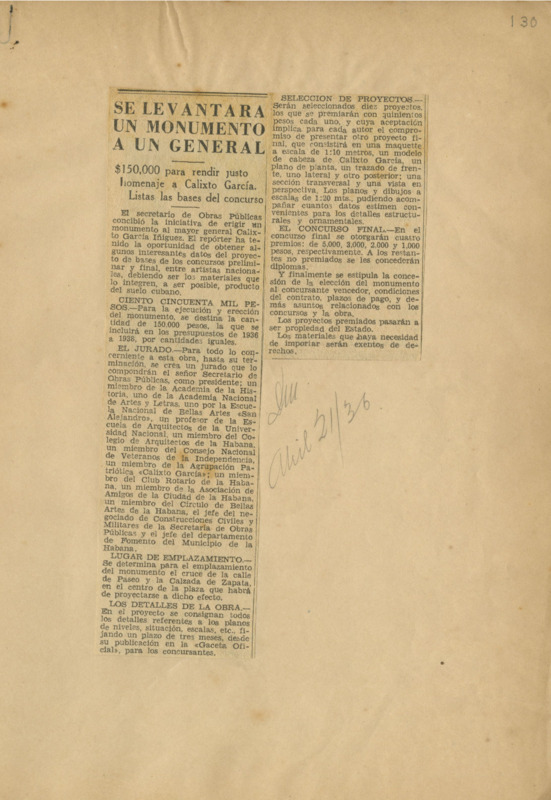 130
SE LEVANTARA
UN MONUMENTO
A UN GENERAL
$150,000 para rendir justo
homenaje a Calixto García.
Listas las bases del concurso
El secretario de Obras Públicas
concibió la iniciativa de erigir un
monumento al mayor general Calix-
to García Iñiguez. El repórter ha te-
nido la oportunidad de obtener al-
gunos interesantes datos del proyec-
to de bases de los concursos prelimi-
nar y final, entre artistas naciona-
les, debiendo ser los materiales que
lo integren, a ser posible, producto
del suelo cubano.
CIENTO CINCUENTA MIL PE-
SOS.—Para la ejecución y erección
del monumento, se destina la can-
tidad de 150.000 pesos, la que se
incluirá en los presupuestos de 1936
a 1938, por cantidades iguales.
EL JURADO.—Para todo lo con-
cerniente a esta obra, hasta su ter-
minación, se crea un jurado que lo
compondrán el señor Secretario de
Obras Públicas, como presidente; un
miembro de la Academia de la His-
toria, uno de la Academia Nacional
de Artes y Letras, uno por la Escue-
la Nacional de Bellas Artes «San
Alejandro», un profesor de la Es-
cuela de Arquitectos de la Univer-
sidad Nacional, un miembro del Co-
legio de Arquitectos de la Habana,
un miembro del Consejo Nacional
de Veteranos de la Independencia,
un miembro de la Agrupación Pa-
triótica «Calixto García»; un miem-
bro del Club Rotario de la Haba-
na, un miembro de la Asociación de
Amigos de la Ciudad de la Habana,
un miembro del Círculo de Bellas
Artes de la Habana, el jefe del ne-
gociado de Construcciones Civiles y
Militares de la Secretaría de Obras
Públicas y el jefe del departamento
de Fomento del Municipio de la
Habana.
LUGAR DE EMPLAZAMIENTO.—
Se determina para el emplazamiento
del monumento el cruce de la calle
de Paseo y la Calzada de Zapata,
en el centro de la plaza que habrá
de proyectarse a dicho efecto.
LOS DETALLES DE LA OBRA.—
En el proyecto se consignan todos
los detalles referentes a los planos
de niveles, situación, escalas, etc., fi-
jando un plazo de tres meses, desde
su publicación en la «Gaceta Ofi-
cial», para los concursantes.
SELECCION DE PROYECTOS.—
Serán seleccionados diez proyectos,
los que se premiarán con quinientos
pesos cada uno, y cuya aceptación
implica para cada autor el compro-
miso de presentar otro proyecto fi-
nal, que consistirá en una maquette
a escala de 1:10 metros, un modelo
de cabeza de Calixto García, un
plano de planta, un trazado de fren-
te, uno lateral y otro posterior; una
sección transversal y una vista en
perspectiva. Los planos y dibujos a
escala de 1:20 mts., pudiendo acom-
pañar cuantos datos estimen con-
venientes para los detalles estructu-
rales y ornamentales.
EL CONCURSO FINAL.—En el
concurso final se otorgarán cuatro
premios: de 5,000, 3,000, 2,000 y 1,000
pesos, respectivamente. A los restan-
tes no premiados se les concederán
diplomas.
Y finalmente se estipula la conce-
sión de la elección del monumento
al concursante vencedor, condiciones
del contrato, plazos de pago, y de-
más asuntos relacionados con los
concursos y la obra.
Los proyectos premiados pasarán a
ser propiedad del Estado.
Los materiales que haya necesidad
de importar serán exentos de de-
rechos.
Abril 21/36